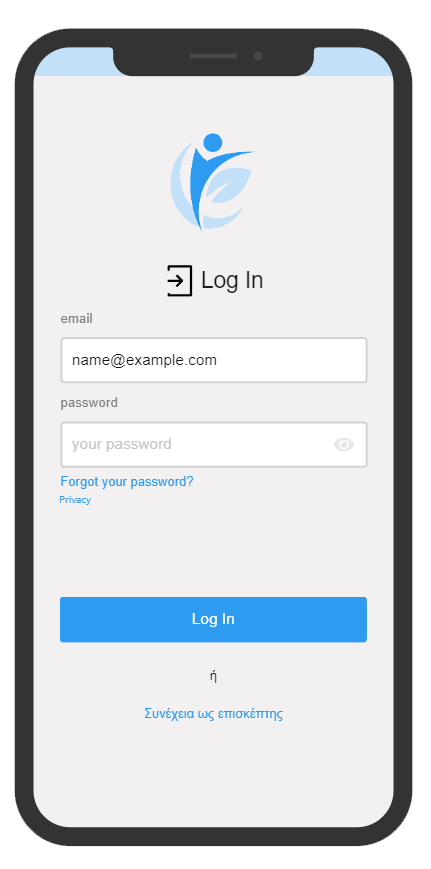 Log In
email
name@example.com
password
your password
Forgot your password?
Privacy
Log In
ή
Συνέχεια ως επισκέπτης